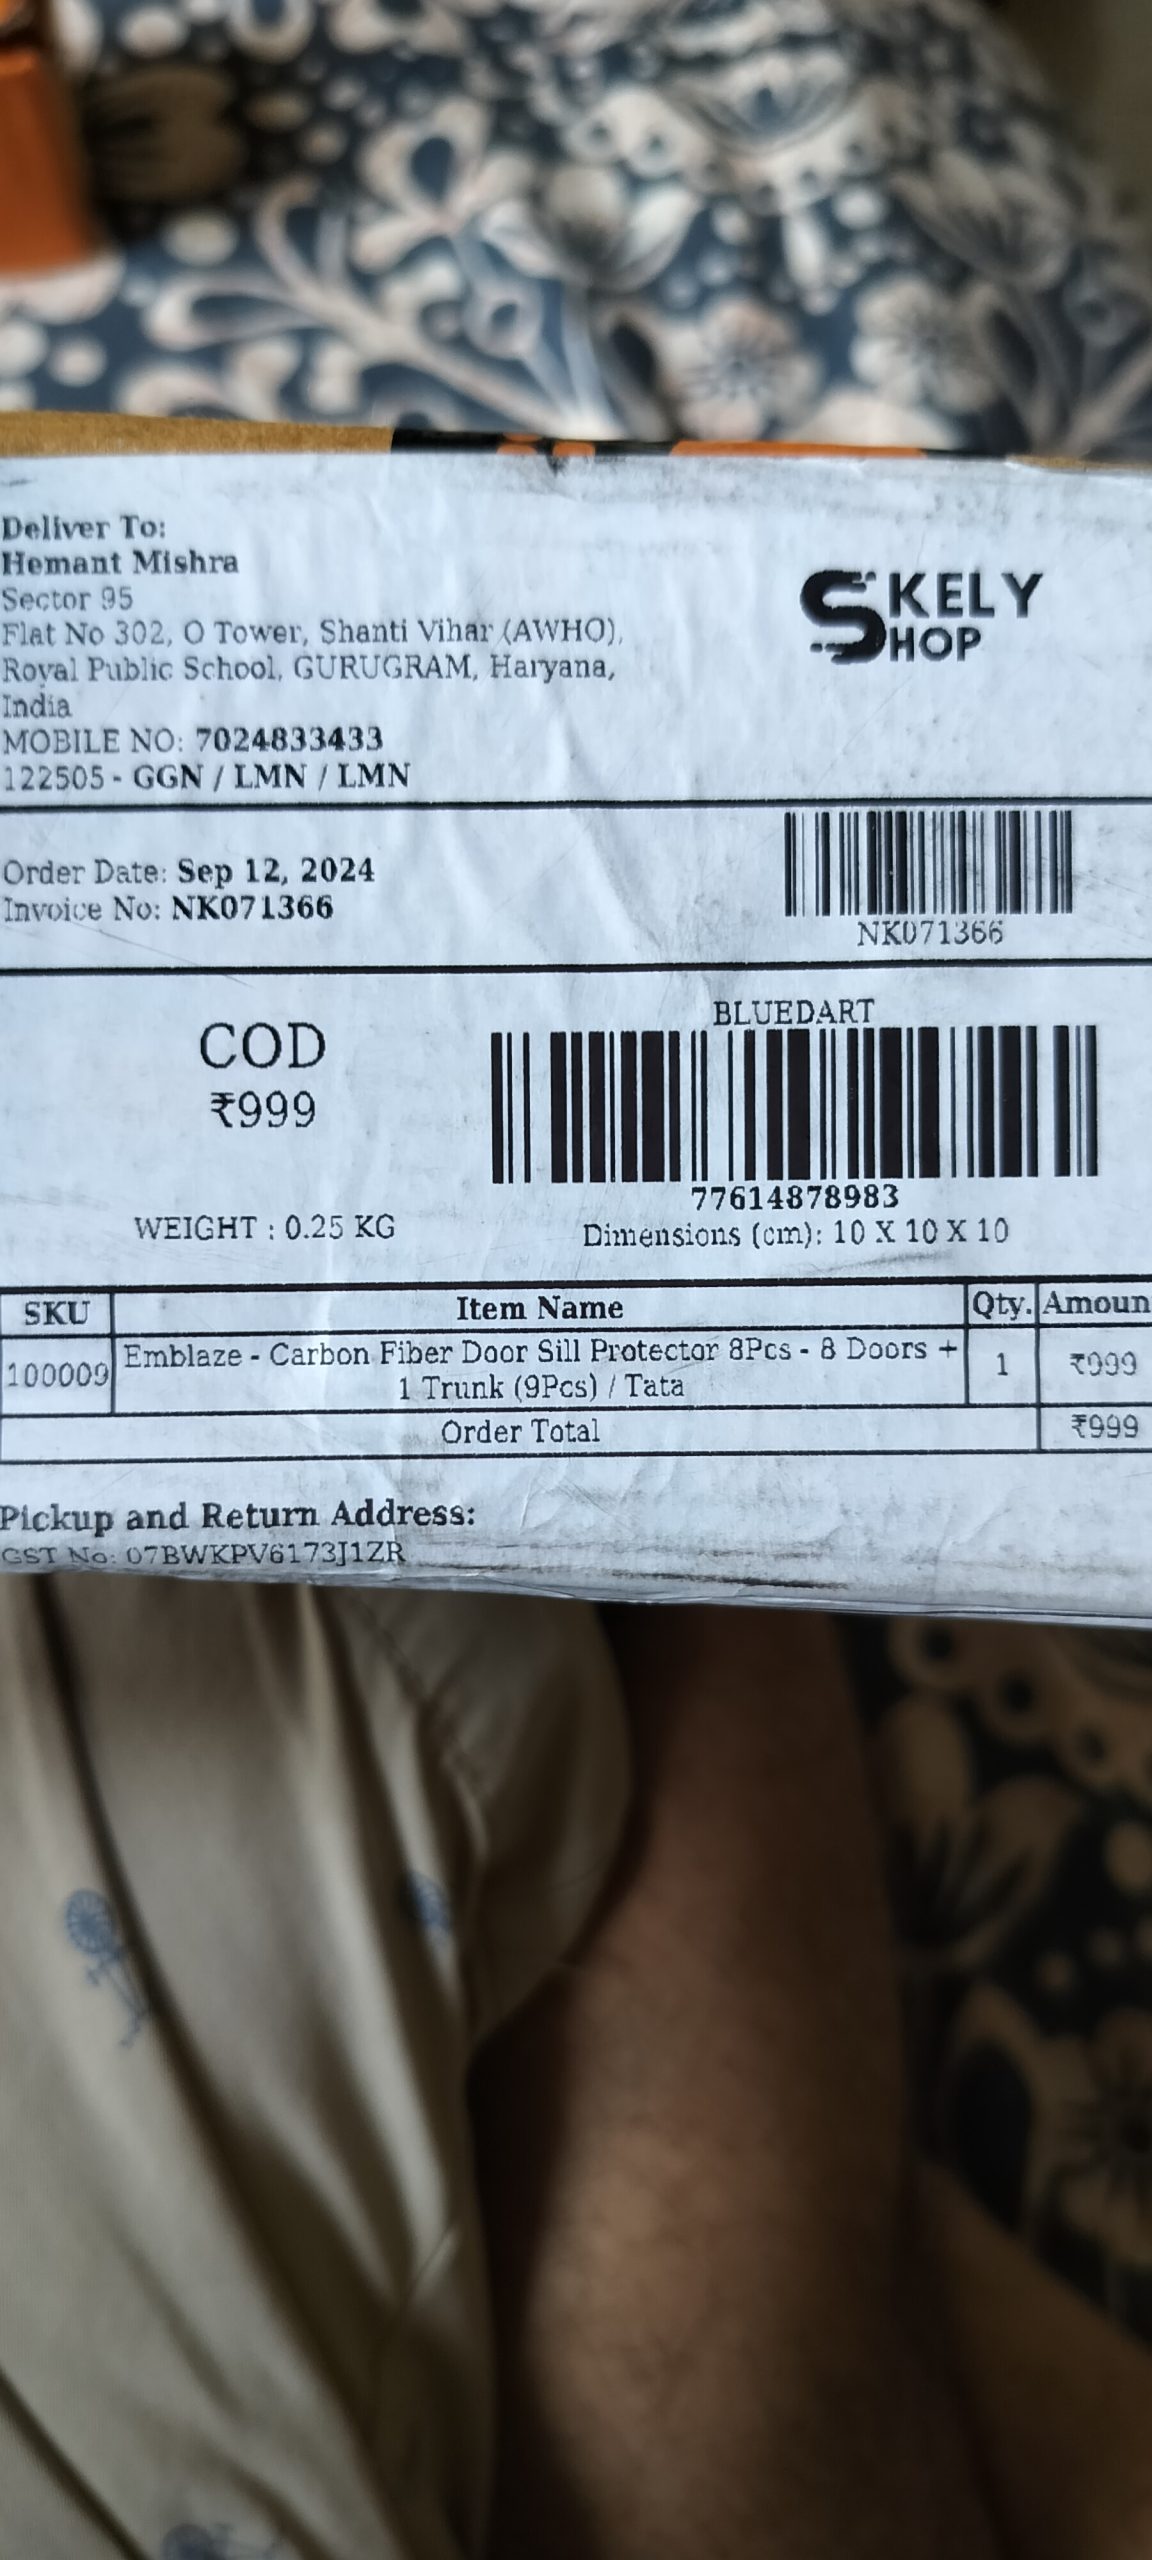 Deliver To:
Hemant Mishra
Sector 95
Flat No 302, O Tower, Shanti Vihar (AWHO),
Royal Public School, GURUGRAM, Haryana,
India
MOBILE NO: 7024833433
122505 - GGN / LMN / LMN
SKELY
SHOP
Order Date: Sep 12, 2024
Invoice No: NK071366
NK071366
COD
₹999
WEIGHT : 0.25 KG
BLUEDART
77614878983
Dimensions (cm): 10 X 10 X 10
SKU Item Name Qty. Amoun
100009 Emblaze - Carbon Fiber Door Sill Protector 8Pcs - 8 Doors + 1 ₹999
1 Trunk (9Pcs) / Tata
Order Total ₹999
Pickup and Return Address:
GST No: 07BWKPV6173J1ZR